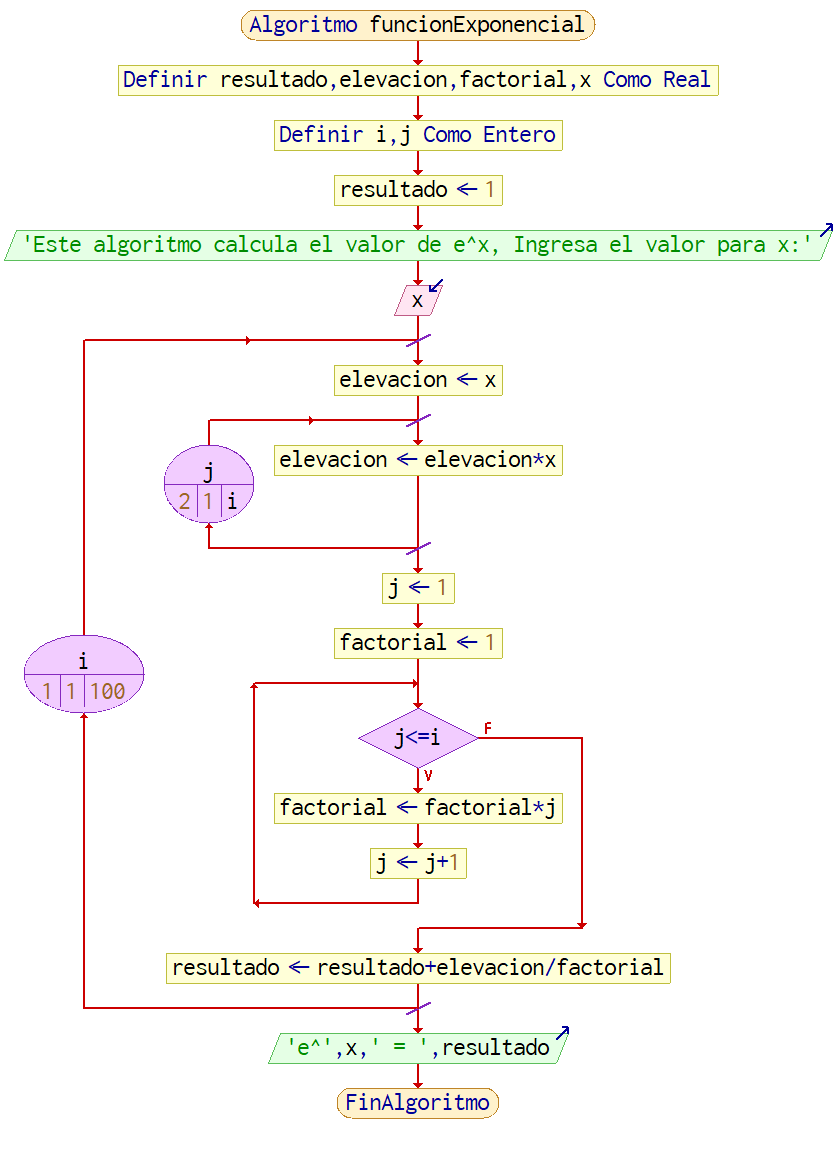 Algoritmo funcionExponencial
Definir resultado,elevacion,factorial,x Como Real
Definir i,j Como Entero
resultado ← 1
'Este algoritmo calcula el valor de e^x, Ingresa el valor para x:'
x
elevacion ← x
j
2 1 i
elevacion ← elevacion*x
j ← 1
factorial ← 1
i
1 1 100
j<=i
F
V
factorial ← factorial*j
j ← j+1
resultado ← resultado+elevacion/factorial
'e^',x,' = ',resultado
FinAlgoritmo